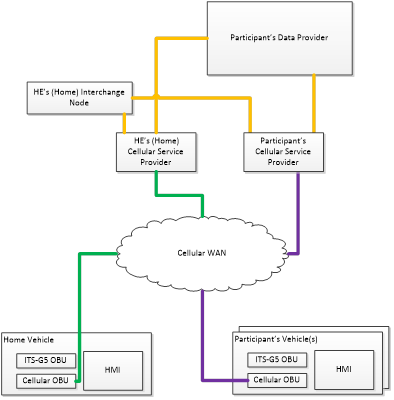 Participant's Data Provider
HE's (Home) Interchange
Node
HE's (Home)
Cellular Service
Provider
Participant's
Cellular Service
Provider
Cellular WAN
Home Vehicle
ITS-G5 OBU
Cellular OBU
HMI
Participant's Vehicle(s)
ITS-G5 OBU
Cellular OBU
HMI